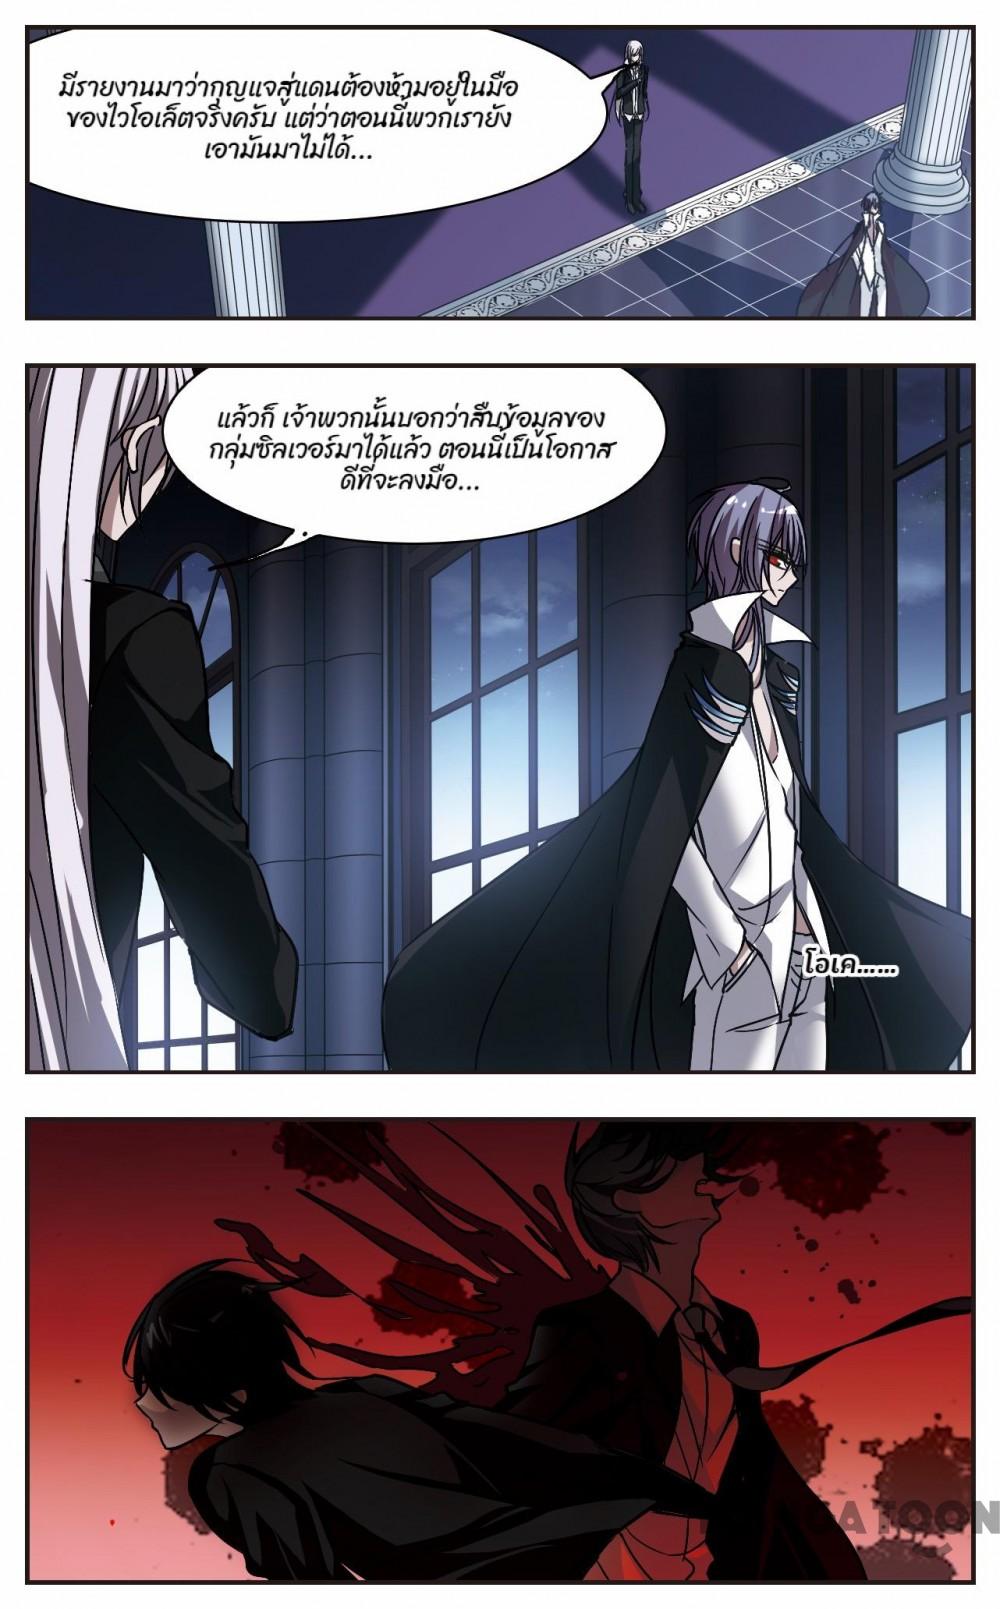 มีรายงานมาว่ากุญแจสู่แดนต้องห้ามอยู่ในมือ
ของไวโอเล็ตจริงครับ แต่ว่าตอนนี้พวกเรายัง
เอามันมาไม่ได้...
แล้วก็ เจ้าพวกนั้นบอกว่าสืบข้อมูลของ
กลุ่มซิลเวอร์มาได้แล้ว ตอนนี้เป็นโอกาส
ดีที่จะลงมือ...
โอเค......
MANGATOON